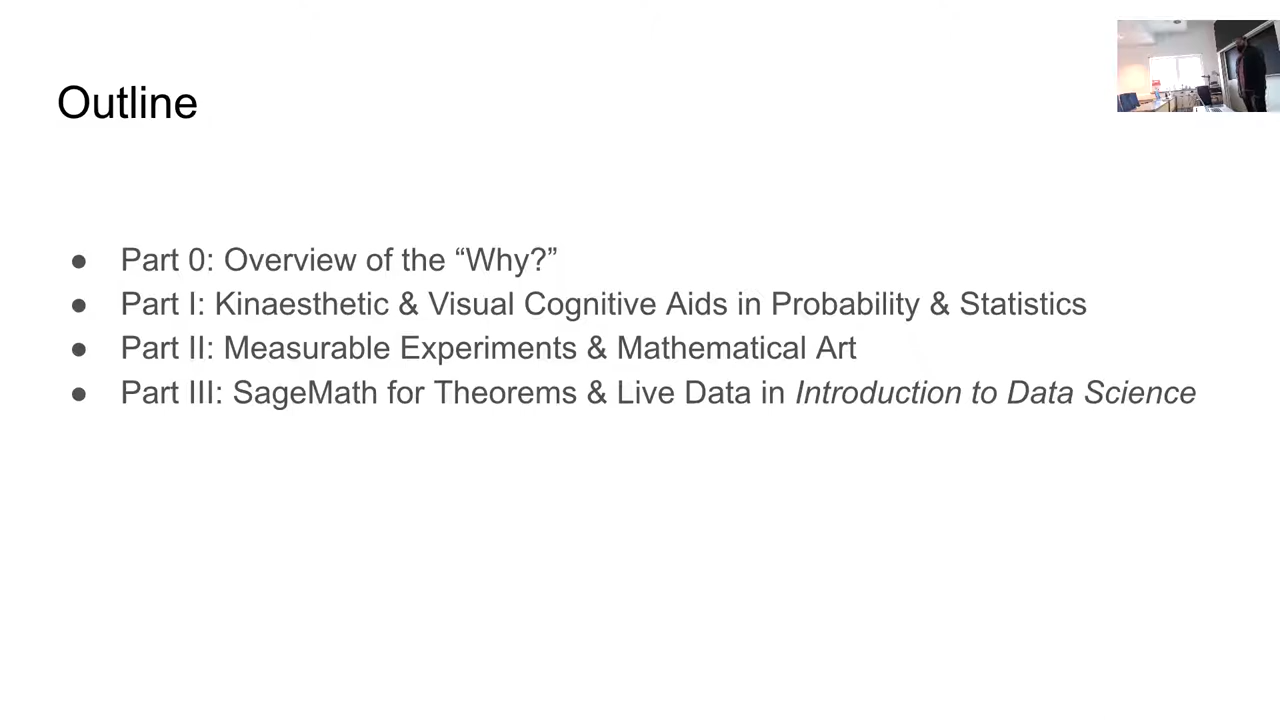 Outline
● Part 0: Overview of the “Why?”
● Part I: Kinaesthetic & Visual Cognitive Aids in Probability & Statistics
● Part II: Measurable Experiments & Mathematical Art
● Part III: SageMath for Theorems & Live Data in Introduction to Data Science